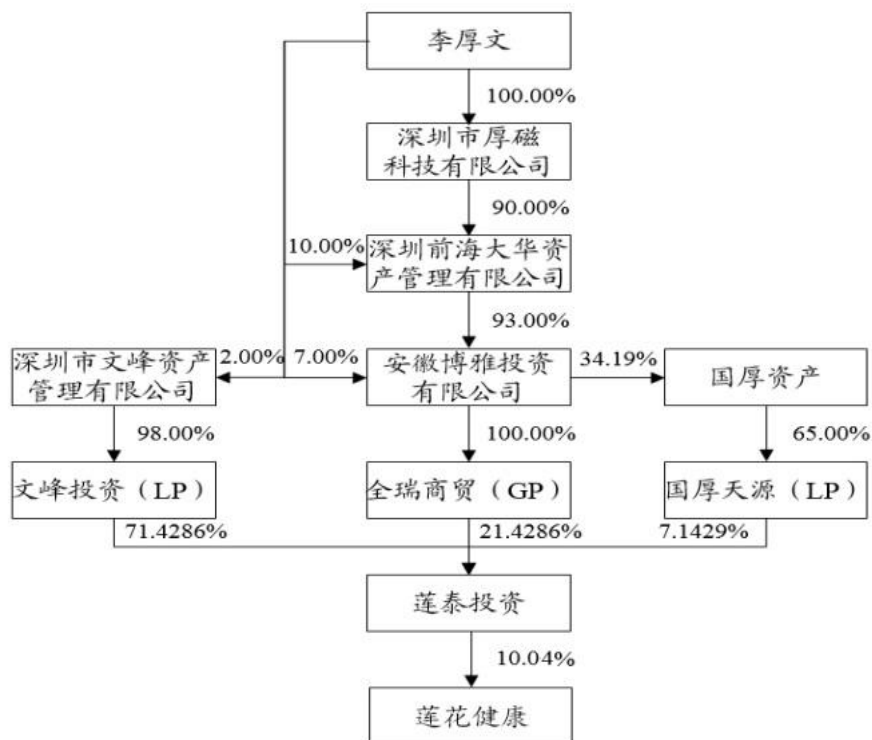 李厚文
100.00%
深圳市厚磁
科技有限公司
90.00%
10.00%
深圳前海大华资
产管理有限公司
93.00%
深圳市文峰资产
管理有限公司
2.00%
7.00%
安徽博雅投资
有限公司
34.19%
国厚资产
98.00%
100.00%
65.00%
文峰投资（LP）
全瑞商贸（GP）
国厚天源（LP）
71.4286%
21.4286%
7.1429%
莲泰投资
10.04%
莲花健康